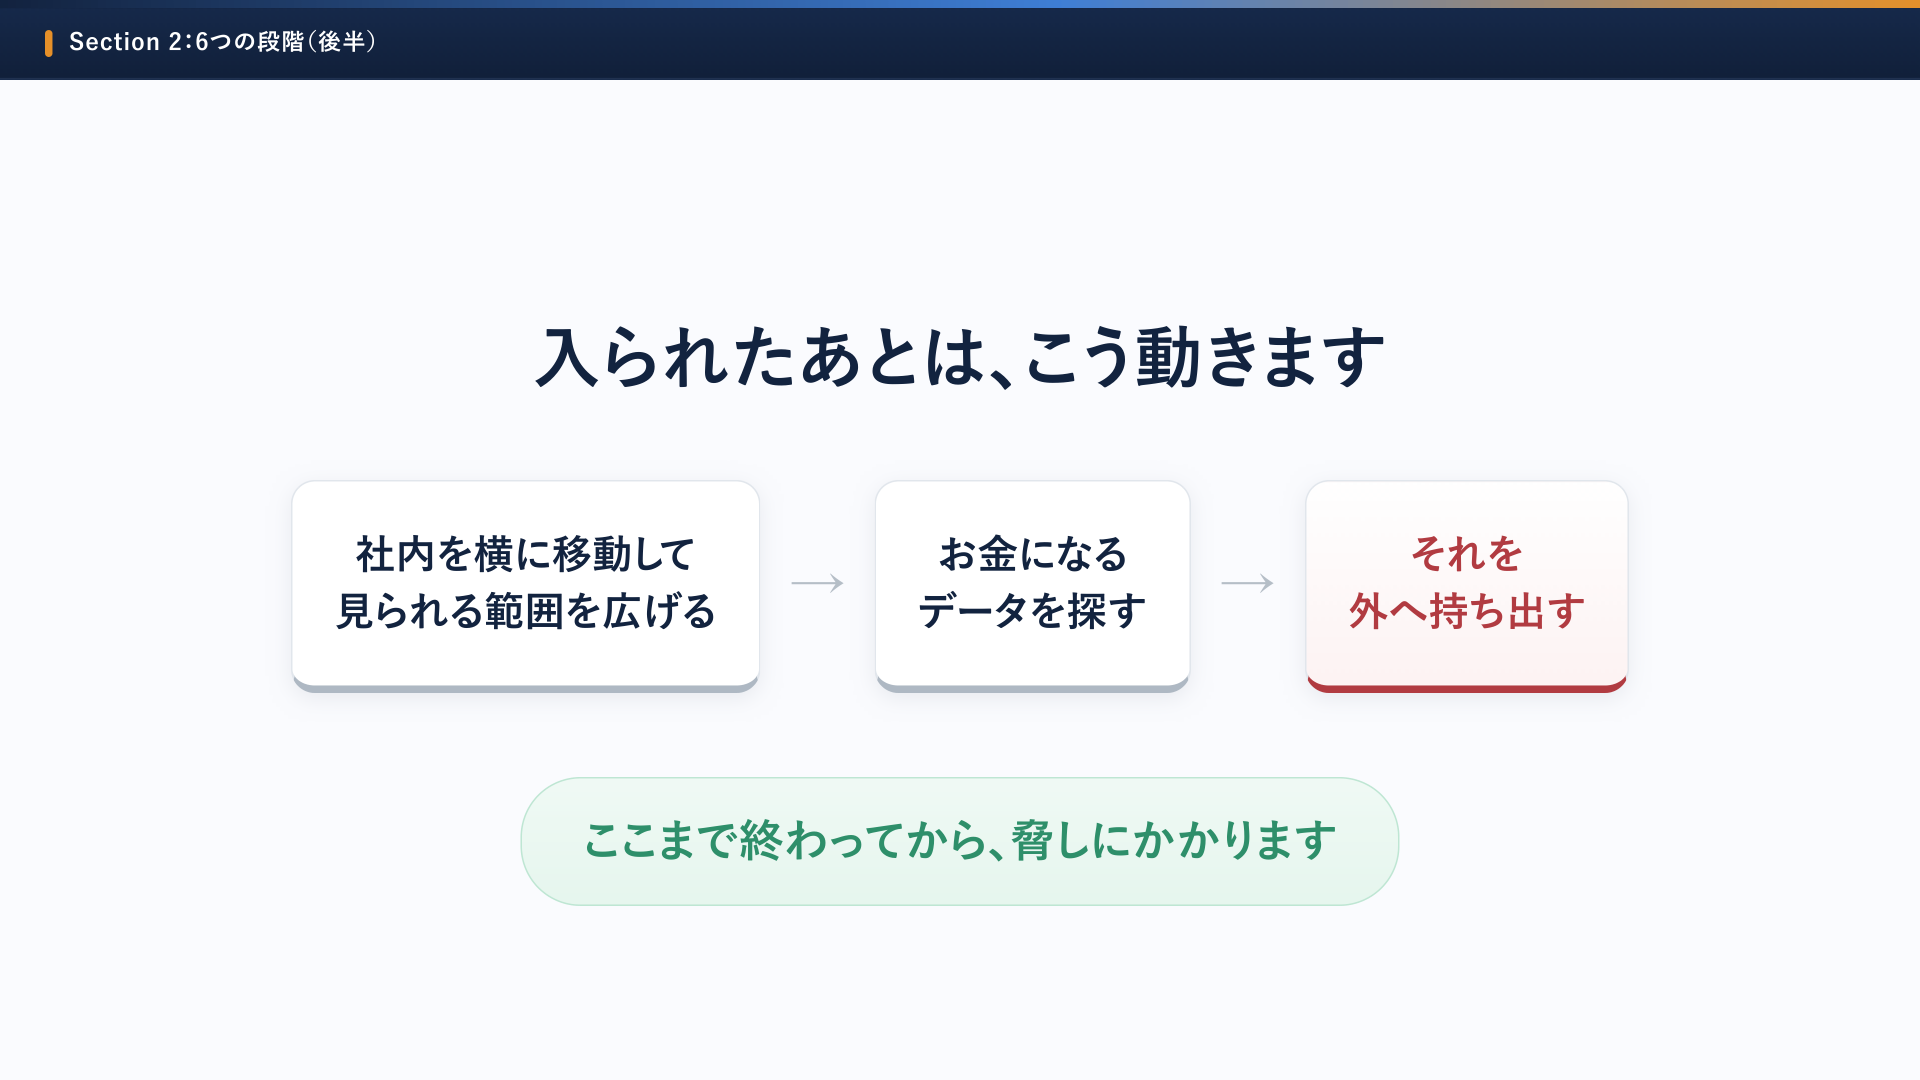 Section 2:6つの段階(後半)
入られたあとは、こう動きます
社内を横に移動して
見られる範囲を広げる
→
お金になる
データを探す
→
それを
外へ持ち出す
ここまで終わってから、脅しにかかります